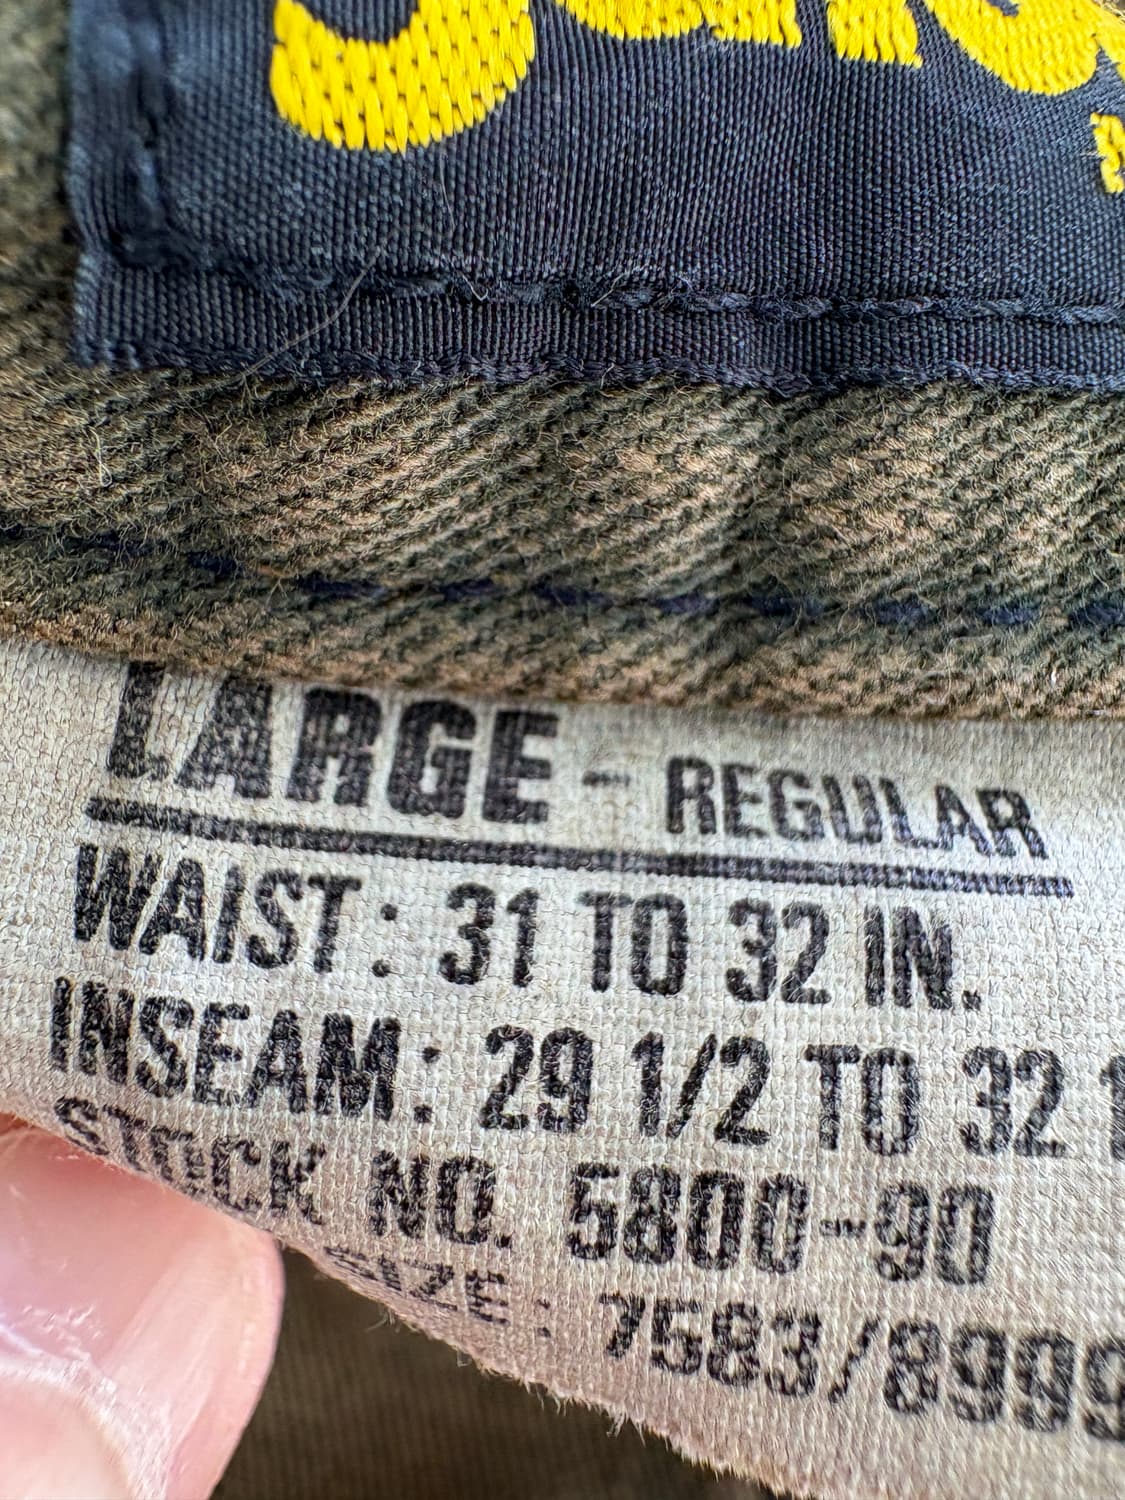 LARGE - REGULAR
WAIST: 31 TO 32 IN.
INSEAM: 29 1/2 TO 32
STOCK NO. 5800-90
SIZE: 7583/8999